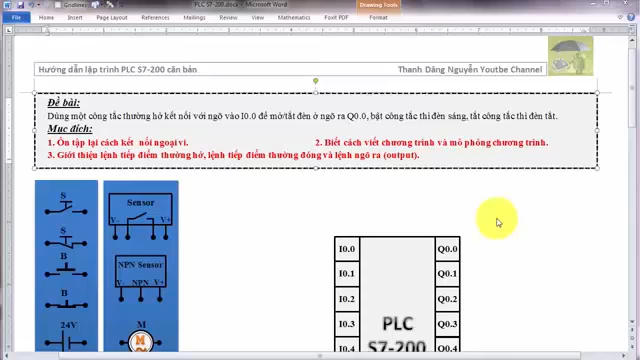 PLC S7-200.docx - Microsoft Word
Drawing Tools
Gridlines
File
Home
Insert
Page Layout
References
Mailings
Review
View
Mathematics
Foxit PDF
Format
Hướng dẫn lập trình PLC S7-200 căn bản
Thanh Dâng Nguyễn Youtbe Channel
Đề bài:
Dùng một công tắc thường hở kết nối với ngõ vào I0.0 để mở/tắt đèn ở ngõ ra Q0.0, bật công tắc thì đèn sáng, tắt công tắc thì đèn tắt.
Mục đích:
1. Ôn tập lại cách kết nối ngoại vi.
2. Biết cách viết chương trình và mô phỏng chương trình.
3. Giới thiệu lệnh tiếp điểm thường hở, lệnh tiếp điểm thường đóng và lệnh ngõ ra (output).
S
S
B
B
24V
Sensor
V- V+
NPN Sensor
V- NPN V+
M
I0.0 Q0.0
I0.1 Q0.1
I0.2 Q0.2
I0.3 Q0.3
I0.4 Q0.4
PLC
S7-200